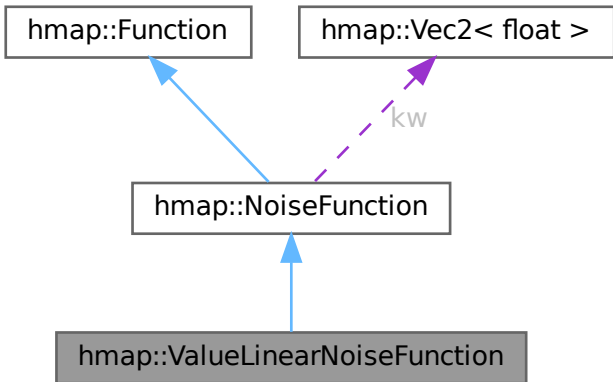 hmap::Function
hmap::Vec2< float >
kw
hmap::NoiseFunction
hmap::ValueLinearNoiseFunction